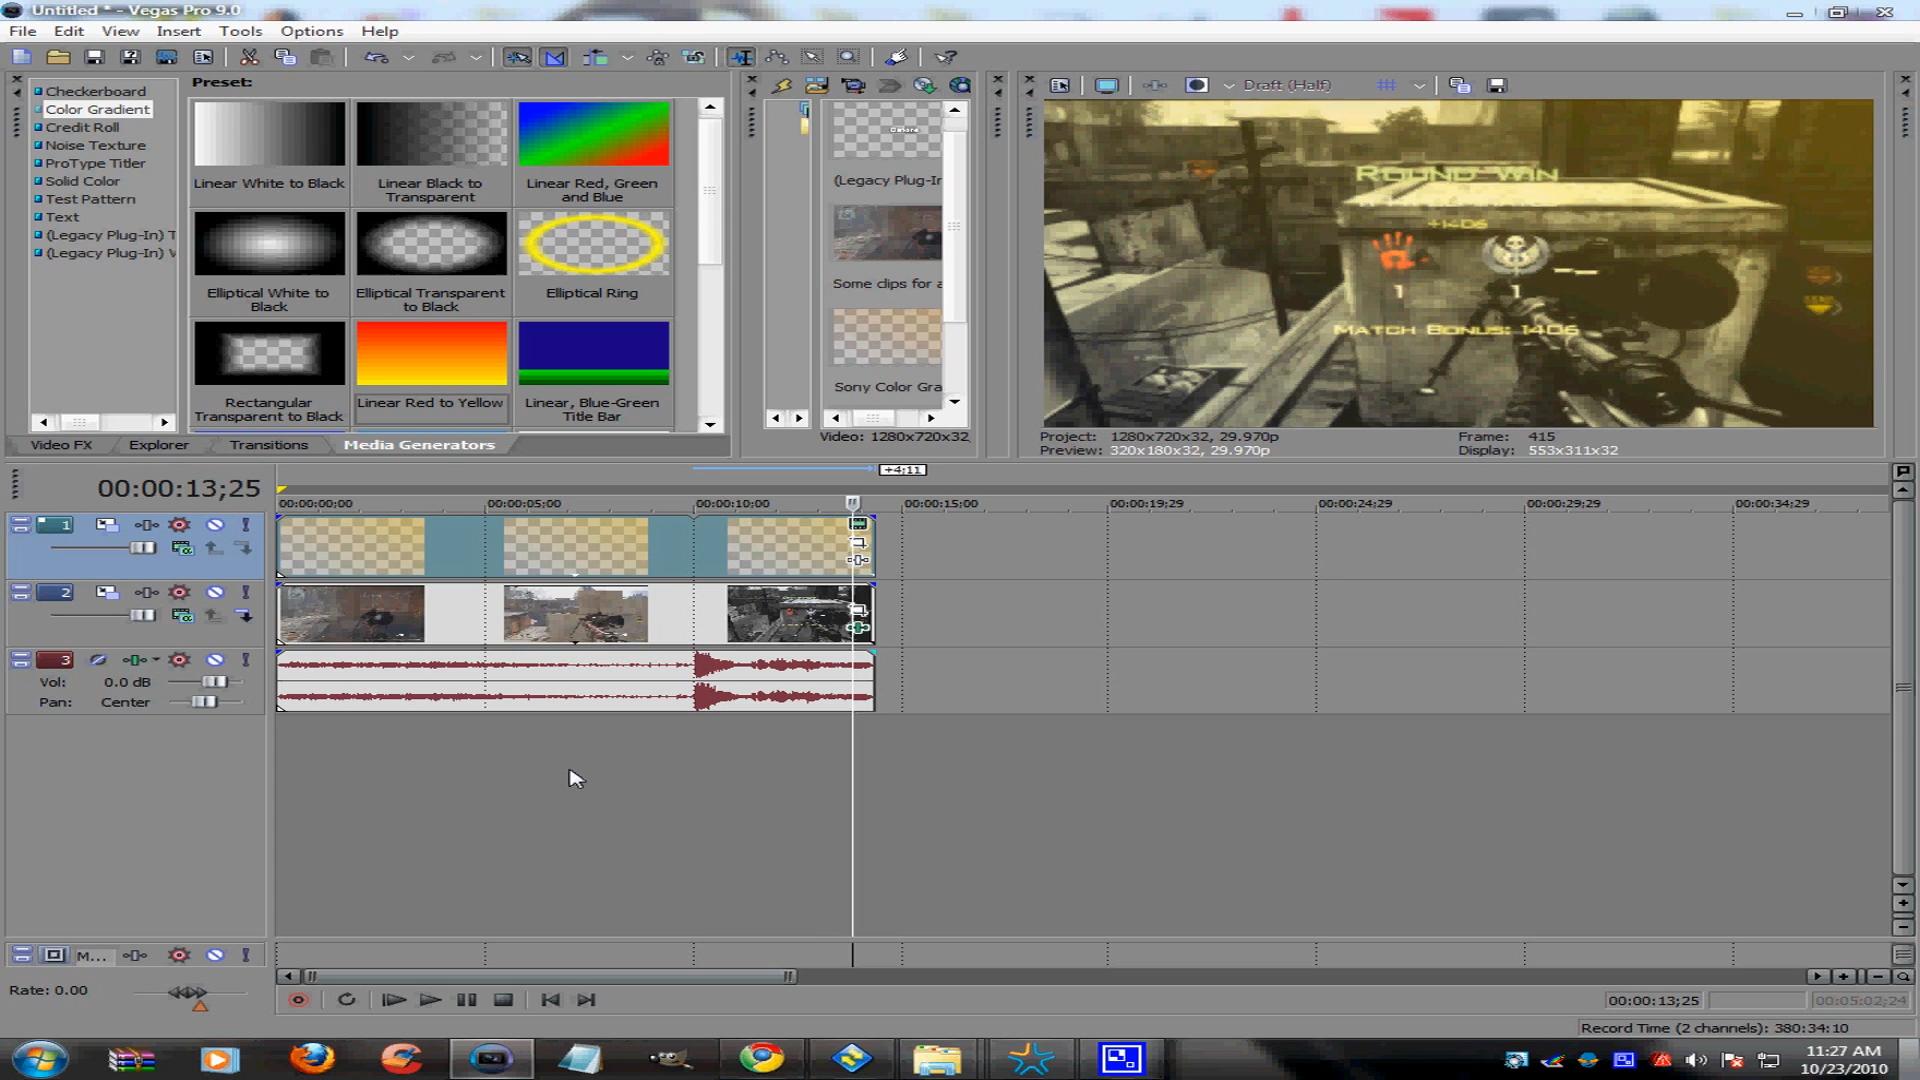 Untitled * - Vegas Pro 9.0
File Edit View Insert Tools Options Help
Checkerboard
Color Gradient
Credit Roll
Noise Texture
ProType Titler
Solid Color
Test Pattern
Text
(Legacy Plug-In) T
(Legacy Plug-In) V
Preset:
Linear White to Black
Linear Black to
Transparent
Linear Red, Green
and Blue
Elliptical White to
Black
Elliptical Transparent
to Black
Elliptical Ring
Rectangular
Transparent to Black
Linear Red to Yellow
Linear, Blue-Green
Title Bar
Video FX Explorer Transitions Media Generators
(Legacy Plug-In
Some clips for a
Sony Color Gra
Video: 1280x720x32,
Draft (Half)
Round Win
+1406
1 1
Match Bonus: 1406
Project: 1280x720x32, 29.970p
Preview: 320x180x32, 29.970p
Frame: 415
Display: 553x311x32
+4;11
00:00:13;25
00:00:00;00 00:00:05;00 00:00:10;00 00:00:15;00 00:00:19;29 00:00:24;29 00:00:29;29 00:00:34;29
1
2
3
Vol: 0.0 dB
Pan: Center
M...
Rate: 0.00
00:00:13;25 00:05:02;24
Record Time (2 channels): 380:34:10
11:27 AM
10/23/2010